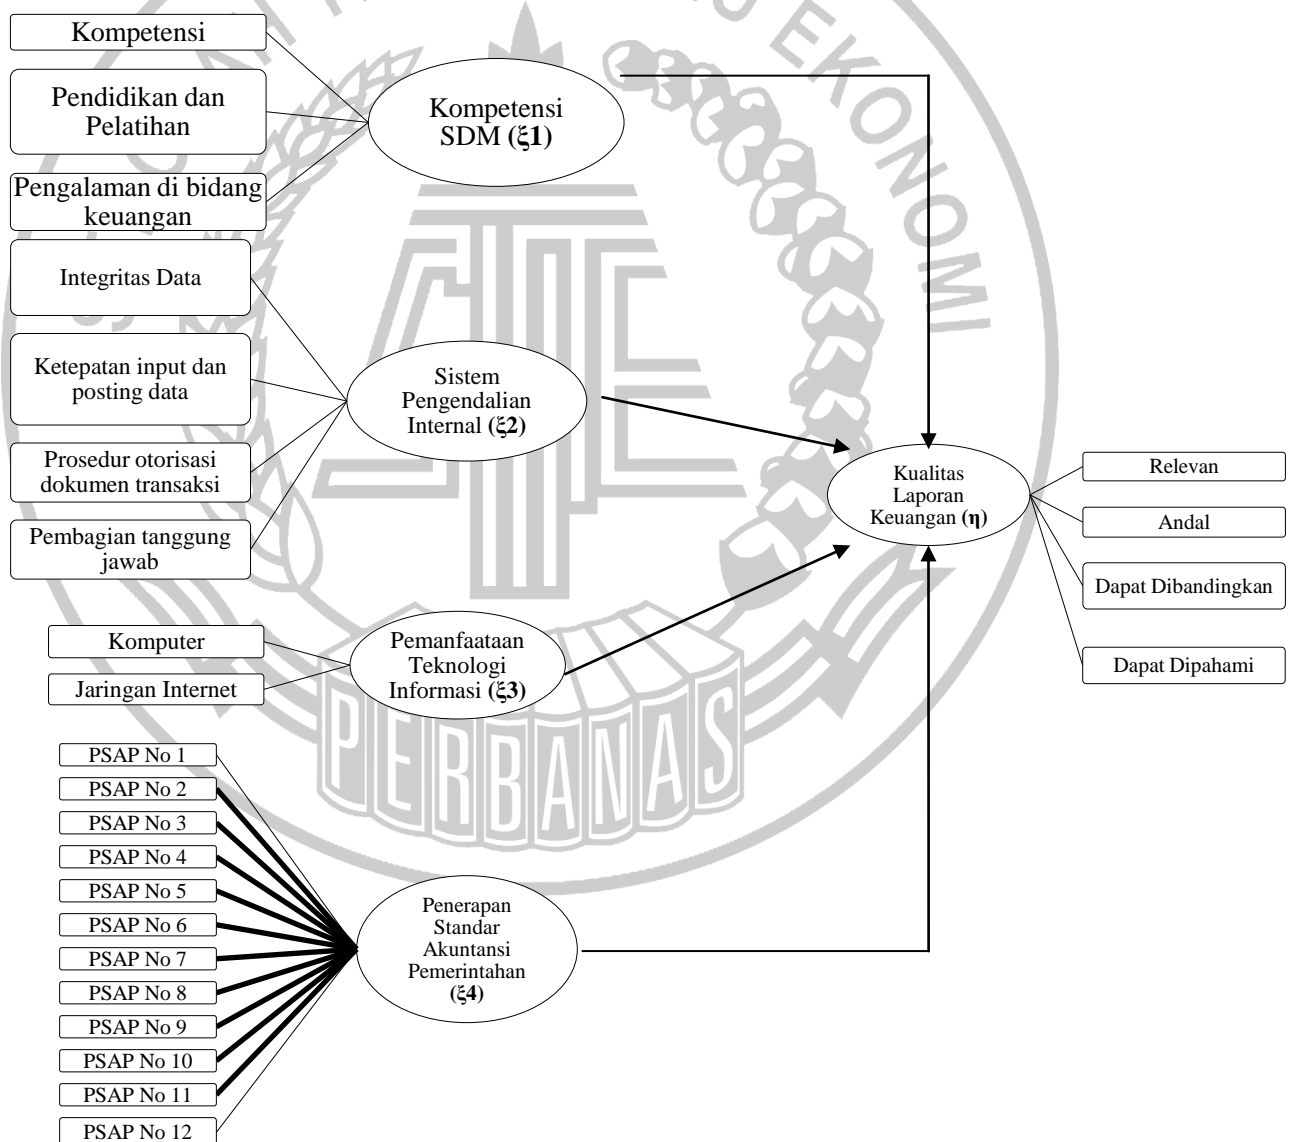 Kompetensi
Pendidikan dan
Pelatihan
Pengalaman di bidang
keuangan
Kompetensi
SDM (ξ1)
Integritas Data
Ketepatan input dan
posting data
Prosedur otorisasi
dokumen transaksi
Pembagian tanggung
jawab
Sistem
Pengendalian
Internal (ξ2)
Komputer
Jaringan Internet
Pemanfaataan
Teknologi
Informasi (ξ3)
PSAP No 1
PSAP No 2
PSAP No 3
PSAP No 4
PSAP No 5
PSAP No 6
PSAP No 7
PSAP No 8
PSAP No 9
PSAP No 10
PSAP No 11
PSAP No 12
Penerapan
Standar
Akuntansi
Pemerintahan
(ξ4)
Kualitas
Laporan
Keuangan (η)
Relevan
Andal
Dapat Dibandingkan
Dapat Dipahami
EKONOMI
PERBANAS